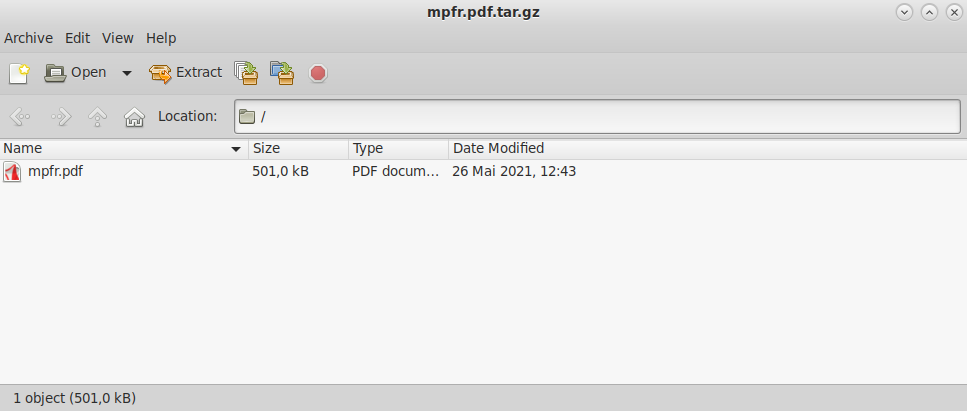 mpfr.pdf.tar.gz
Archive Edit View Help
Open Extract
Location: /
Name Size Type Date Modified
mpfr.pdf 501,0 kB PDF docum... 26 Mai 2021, 12:43
1 object (501,0 kB)